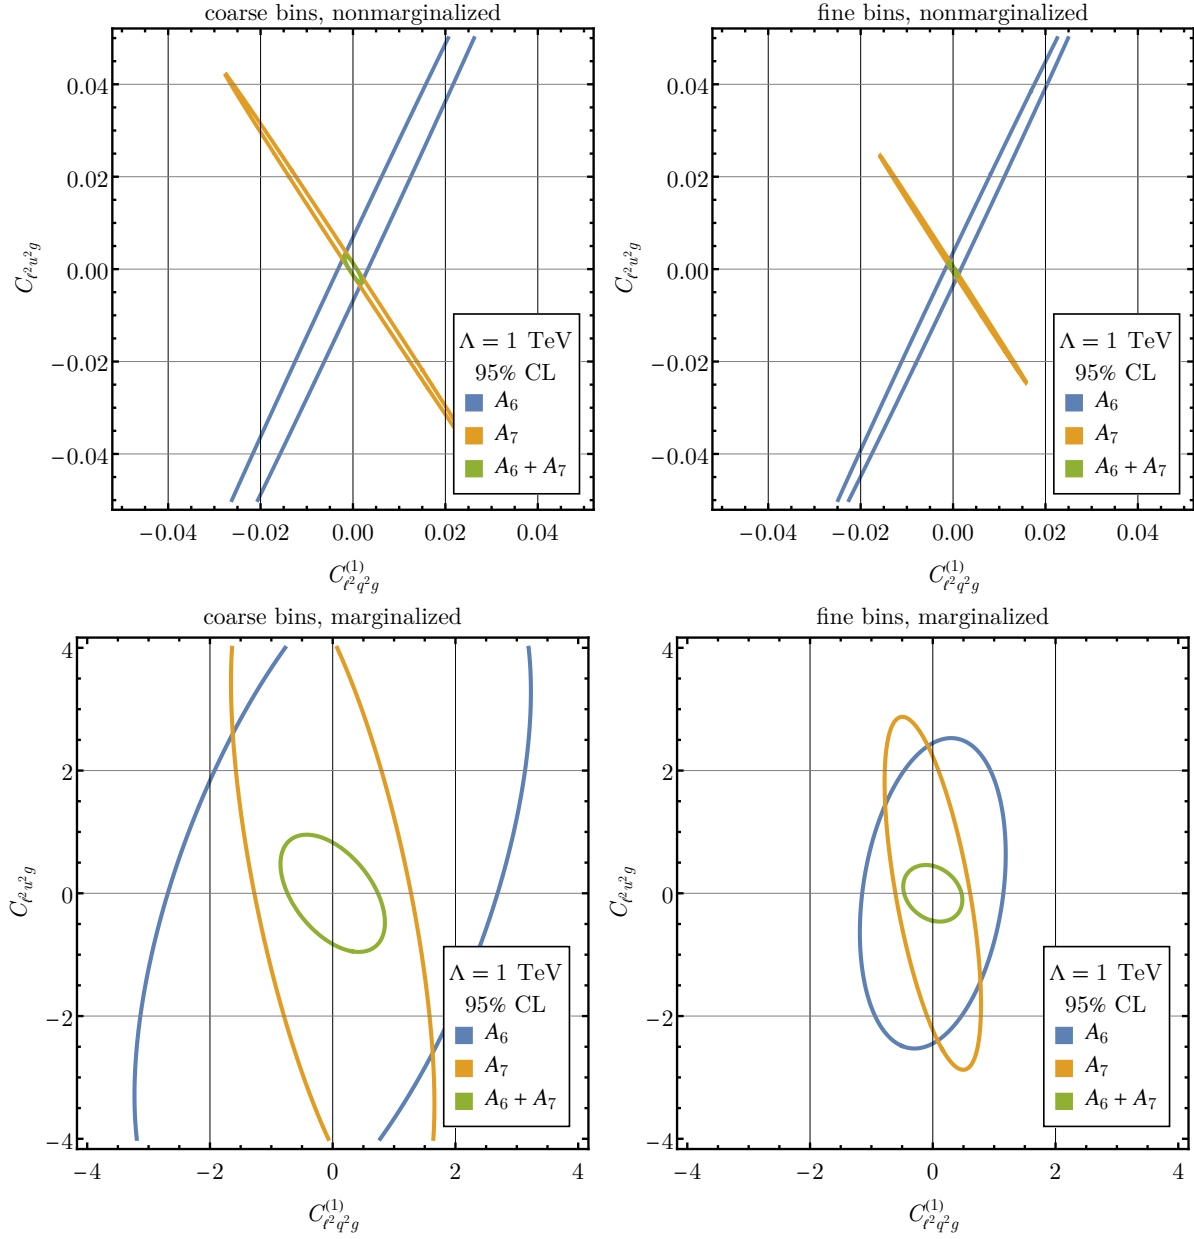 coarse bins, nonmarginalized
0.04
0.02
0.00
−0.02
−0.04
−0.04 −0.02 0.00 0.02 0.04
C_{ℓ²u²g}
C^{(1)}_{ℓ²q²g}
Λ = 1 TeV
95% CL
A₆
A₇
A₆ + A₇
fine bins, nonmarginalized
0.04
0.02
0.00
−0.02
−0.04
−0.04 −0.02 0.00 0.02 0.04
C_{ℓ²u²g}
C^{(1)}_{ℓ²q²g}
Λ = 1 TeV
95% CL
A₆
A₇
A₆ + A₇
coarse bins, marginalized
4
2
0
−2
−4
−4 −2 0 2 4
C_{ℓ²u²g}
C^{(1)}_{ℓ²q²g}
Λ = 1 TeV
95% CL
A₆
A₇
A₆ + A₇
fine bins, marginalized
4
2
0
−2
−4
−4 −2 0 2 4
C_{ℓ²u²g}
C^{(1)}_{ℓ²q²g}
Λ = 1 TeV
95% CL
A₆
A₇
A₆ + A₇